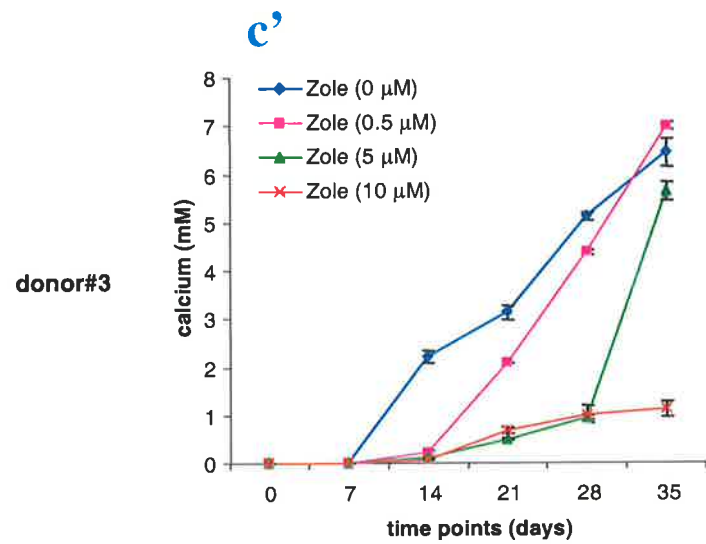 c’
8
7
6
5
4
3
2
1
0
calcium (mM)
Zole (0 µM)
Zole (0.5 µM)
Zole (5 µM)
Zole (10 µM)
donor#3
0 7 14 21 28 35
time points (days)